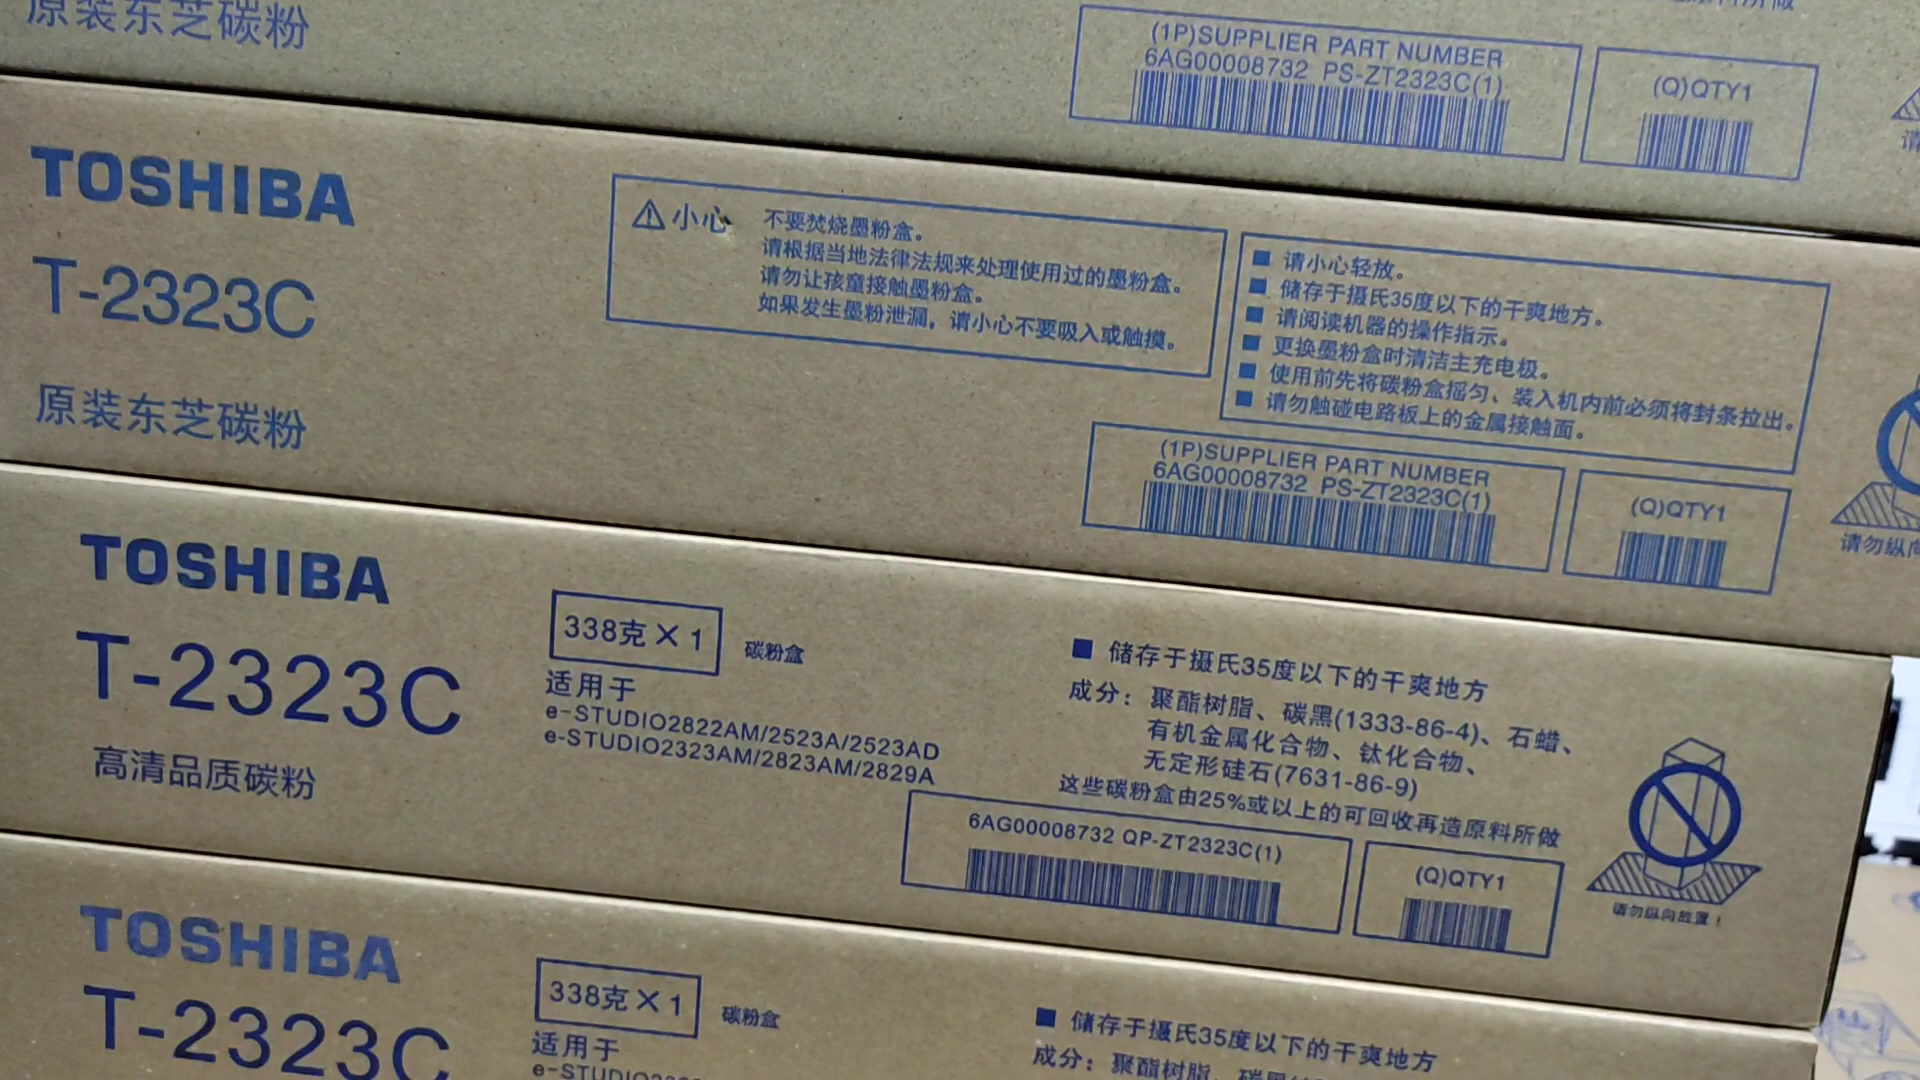 原装东芝碳粉
(1P)SUPPLIER PART NUMBER
6AG00008732 PS-ZT2323C(1)
(Q)QTY1
TOSHIBA
T-2323C
原装东芝碳粉
小心
不要焚烧墨粉盒。
请根据当地法律法规来处理使用过的墨粉盒。
请勿让孩童接触墨粉盒。
如果发生墨粉泄漏，请小心不要吸入或触摸。
■ 请小心轻放。
■ 储存于摄氏35度以下的干爽地方。
■ 请阅读机器的操作指示。
■ 更换墨粉盒时清洁主充电极。
■ 使用前先将碳粉盒摇匀、装入机内前必须将封条拉出。
■ 请勿触碰电路板上的金属接触面。
(1P)SUPPLIER PART NUMBER
6AG00008732 PS-ZT2323C(1)
(Q)QTY1
请勿纵向
TOSHIBA
T-2323C
高清品质碳粉
338克×1
碳粉盒
适用于
e-STUDIO2822AM/2523A/2523AD
e-STUDIO2323AM/2823AM/2829A
■ 储存于摄氏35度以下的干爽地方
成分：聚酯树脂、碳黑(1333-86-4)、石蜡、
有机金属化合物、钛化合物、
无定形硅石(7631-86-9)
这些碳粉盒由25%或以上的可回收再造原料所做
6AG00008732 QP-ZT2323C(1)
(Q)QTY1
请勿纵向放置！
TOSHIBA
T-2323C
338克×1
碳粉盒
适用于
■ 储存于摄氏35度以下的干爽地方
成分：聚酯树脂、碳黑